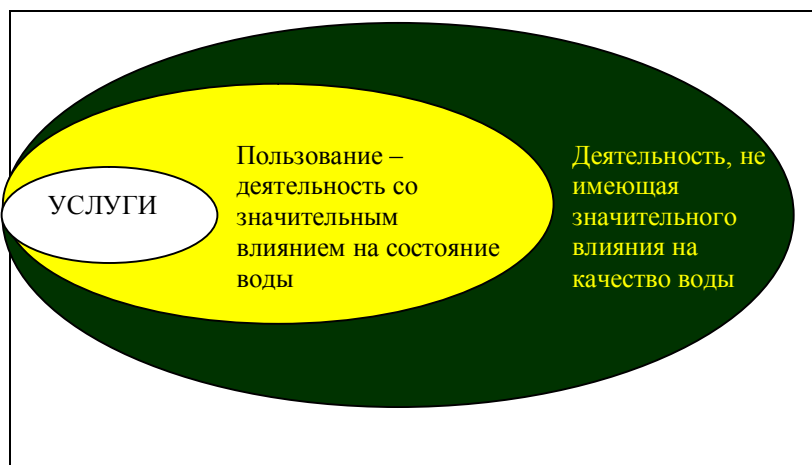 УСЛУГИ
Пользование –
деятельность со
значительным
влиянием на состояние
воды
Деятельность, не
имеющая
значительного
влияния на
качество воды